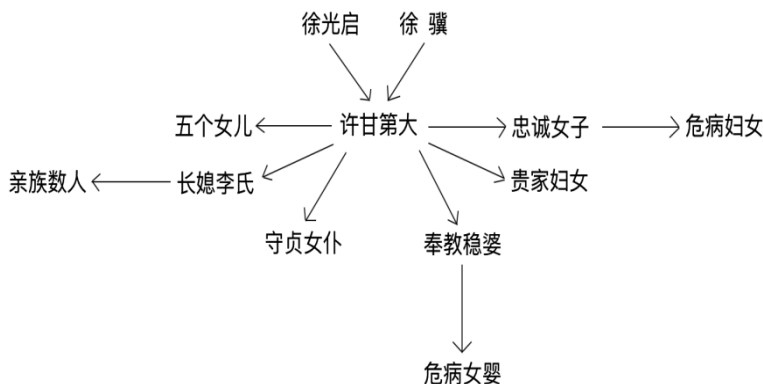 徐光启 徐 骥
五个女儿 许甘第大 忠诚女子 危病妇女
亲族数人 长媳李氏 贵家妇女
守贞女仆 奉教稳婆
危病女婴